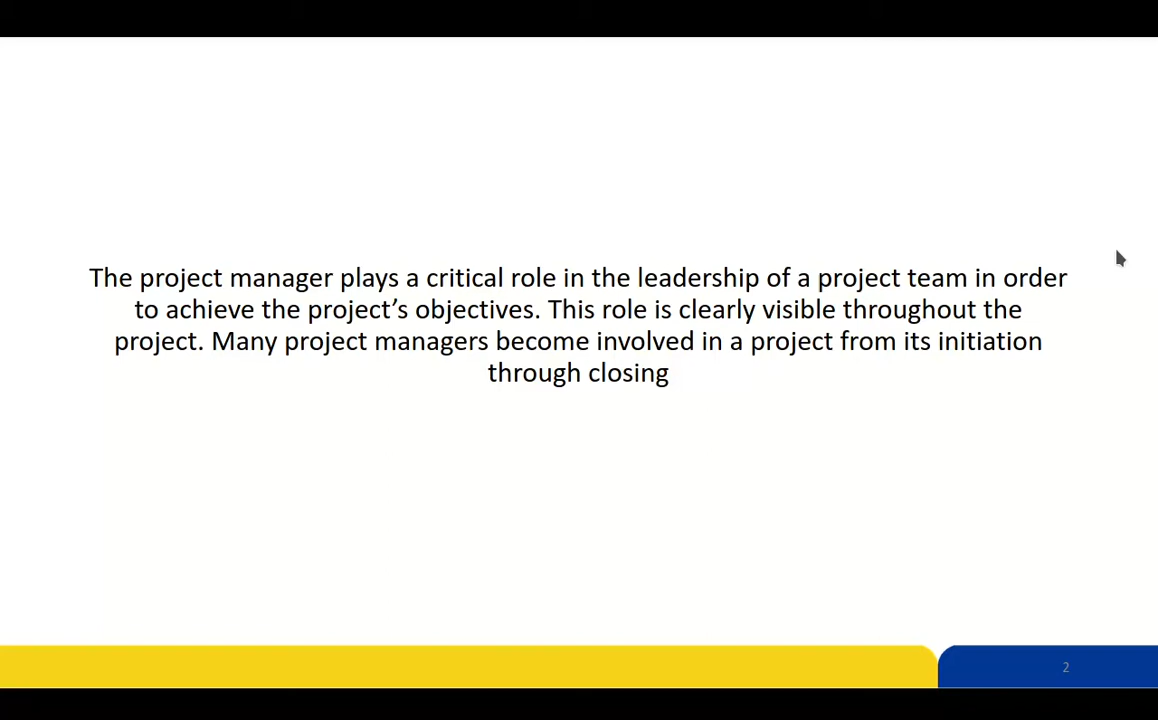 The project manager plays a critical role in the leadership of a project team in order
to achieve the project’s objectives. This role is clearly visible throughout the
project. Many project managers become involved in a project from its initiation
through closing
2